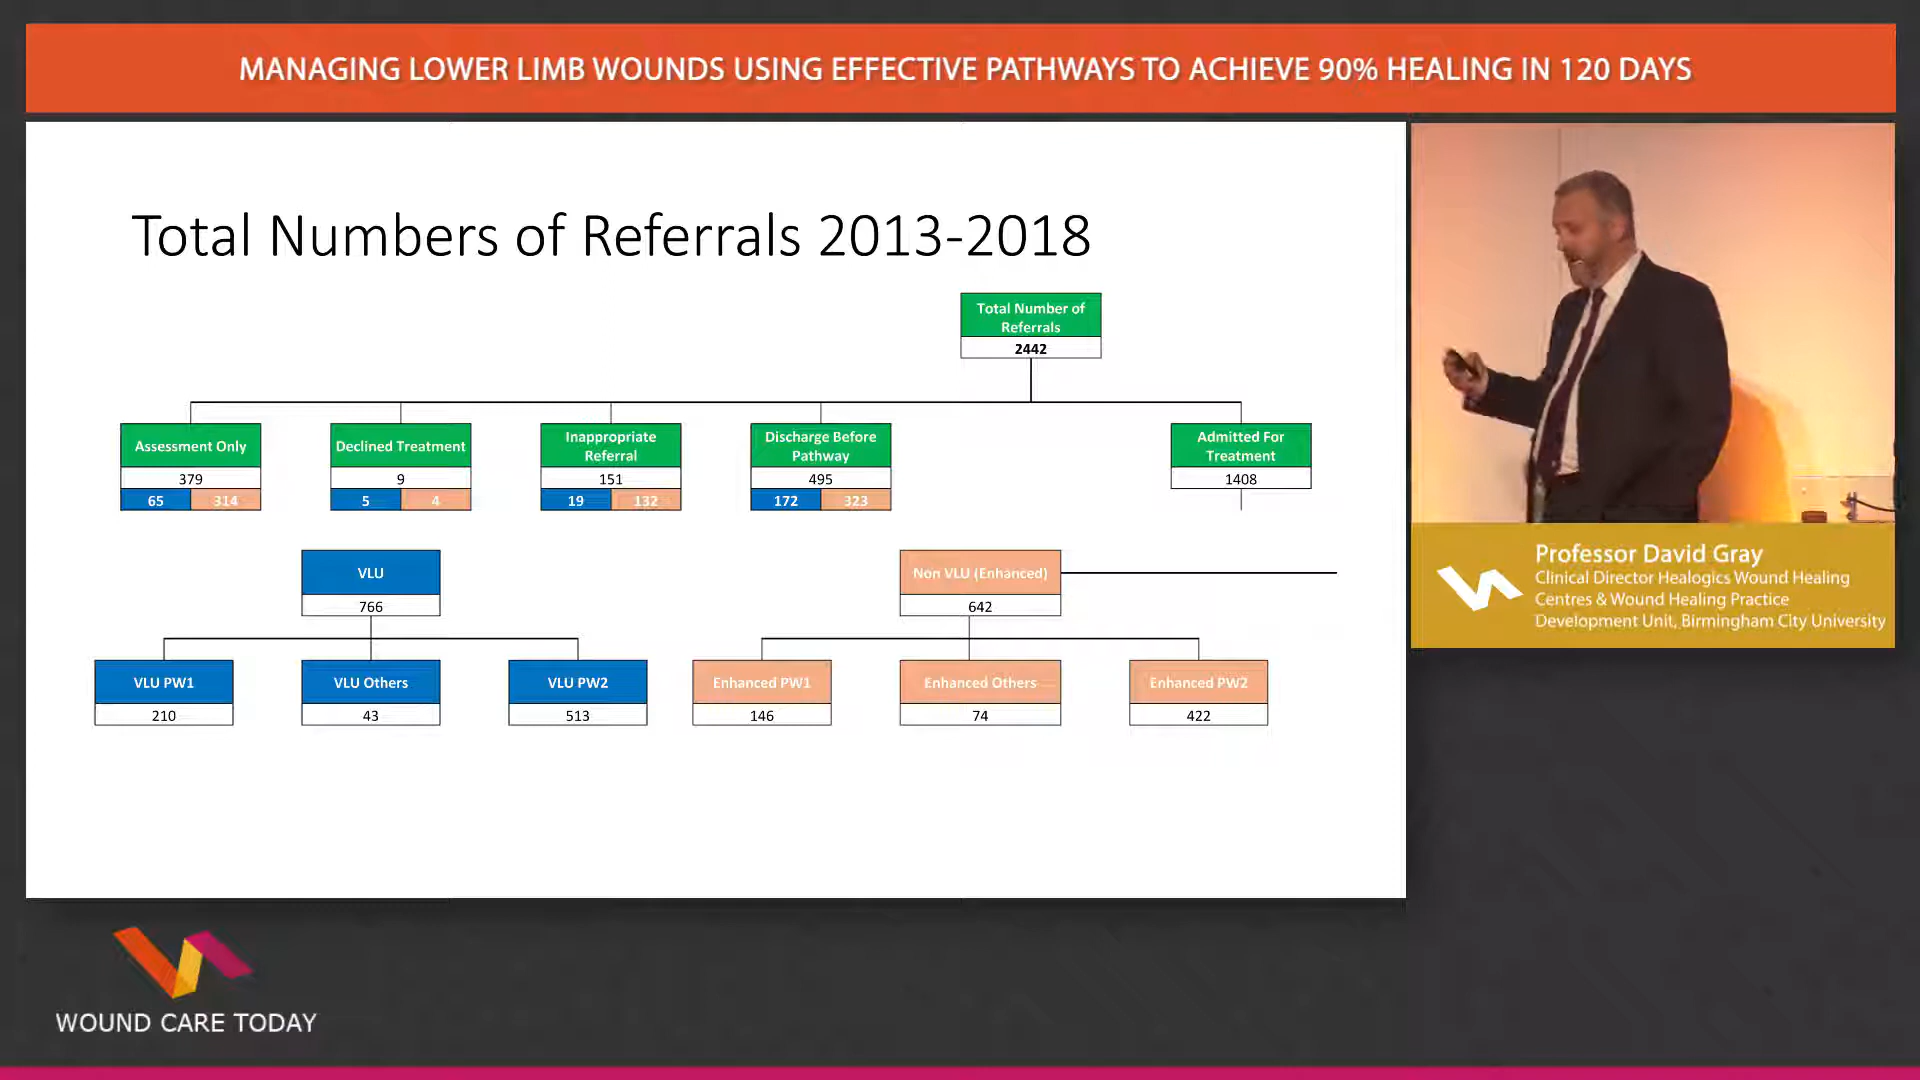 MANAGING LOWER LIMB WOUNDS USING EFFECTIVE PATHWAYS TO ACHIEVE 90% HEALING IN 120 DAYS
Total Numbers of Referrals 2013-2018
Total Number of
Referrals
2442
Assessment Only
379
65 314
Declined Treatment
9
5 4
Inappropriate
Referral
151
19 132
Discharge Before
Pathway
495
172 323
Admitted For
Treatment
1408
VLU
766
Non VLU (Enhanced)
642
VLU PW1
210
VLU Others
43
VLU PW2
513
Enhanced PW1
146
Enhanced Others
74
Enhanced PW2
422
Professor David Gray
Clinical Director Healogics Wound Healing
Centres & Wound Healing Practice
Development Unit, Birmingham City University
WOUND CARE TODAY